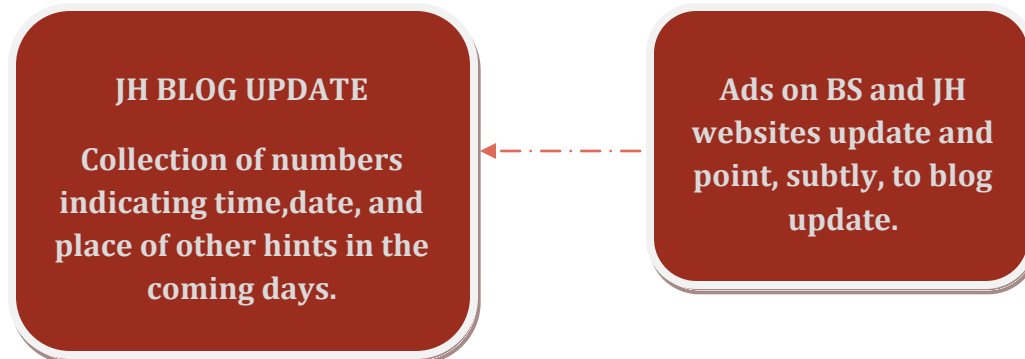 JH BLOG UPDATE
Collection of numbers
indicating time,date, and
place of other hints in the
coming days.
Ads on BS and JH
websites update and
point, subtly, to blog
update.